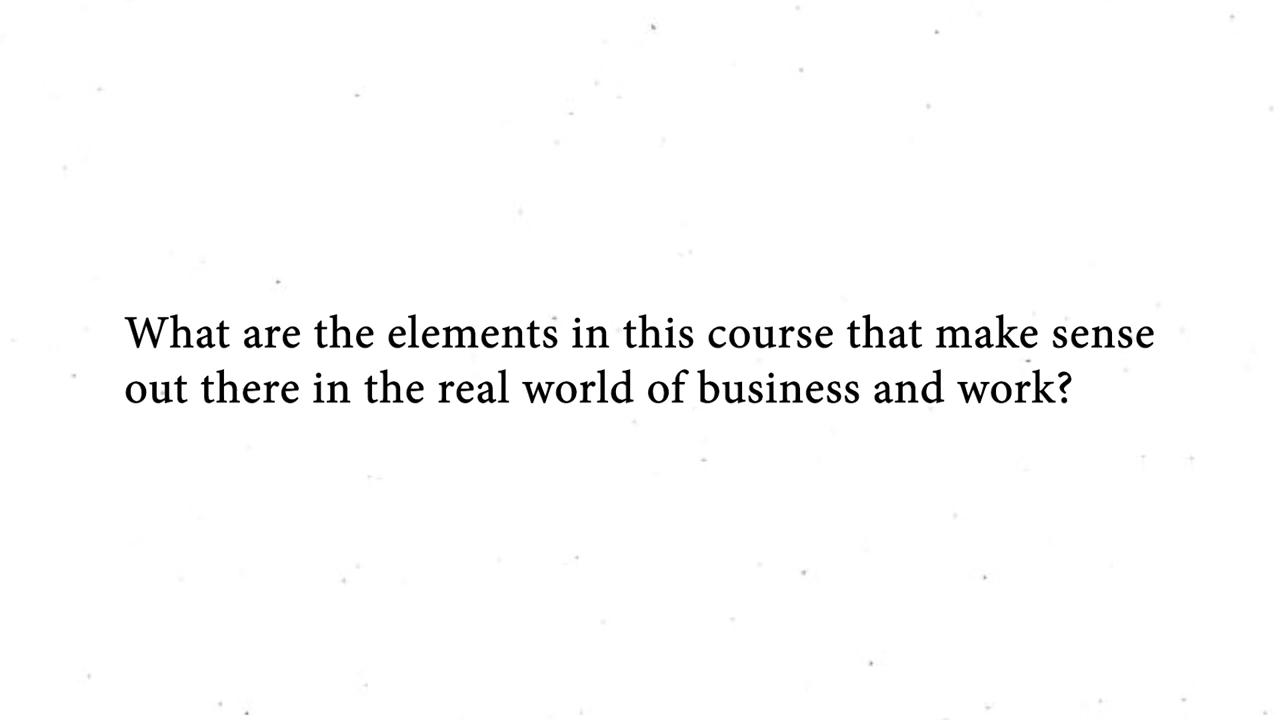 What are the elements in this course that make sense
out there in the real world of business and work?